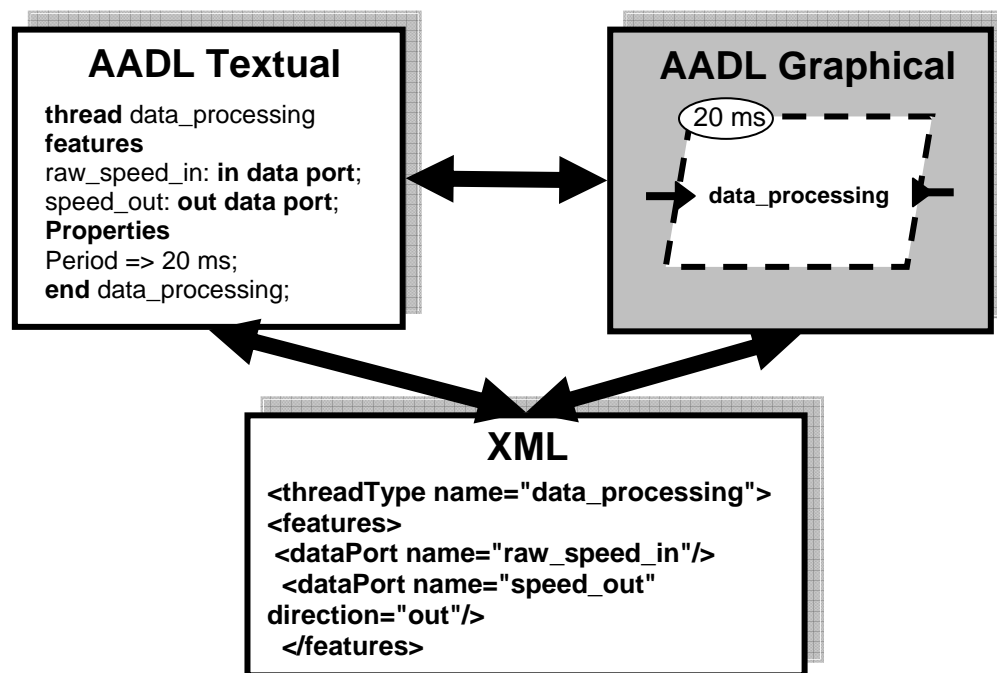 AADL Textual
thread data_processing
features
raw_speed_in: in data port;
speed_out: out data port;
Properties
Period => 20 ms;
end data_processing;
AADL Graphical
20 ms
data_processing
XML
<threadType name="data_processing">
<features>
<dataPort name="raw_speed_in"/>
<dataPort name="speed_out"
direction="out"/>
</features>